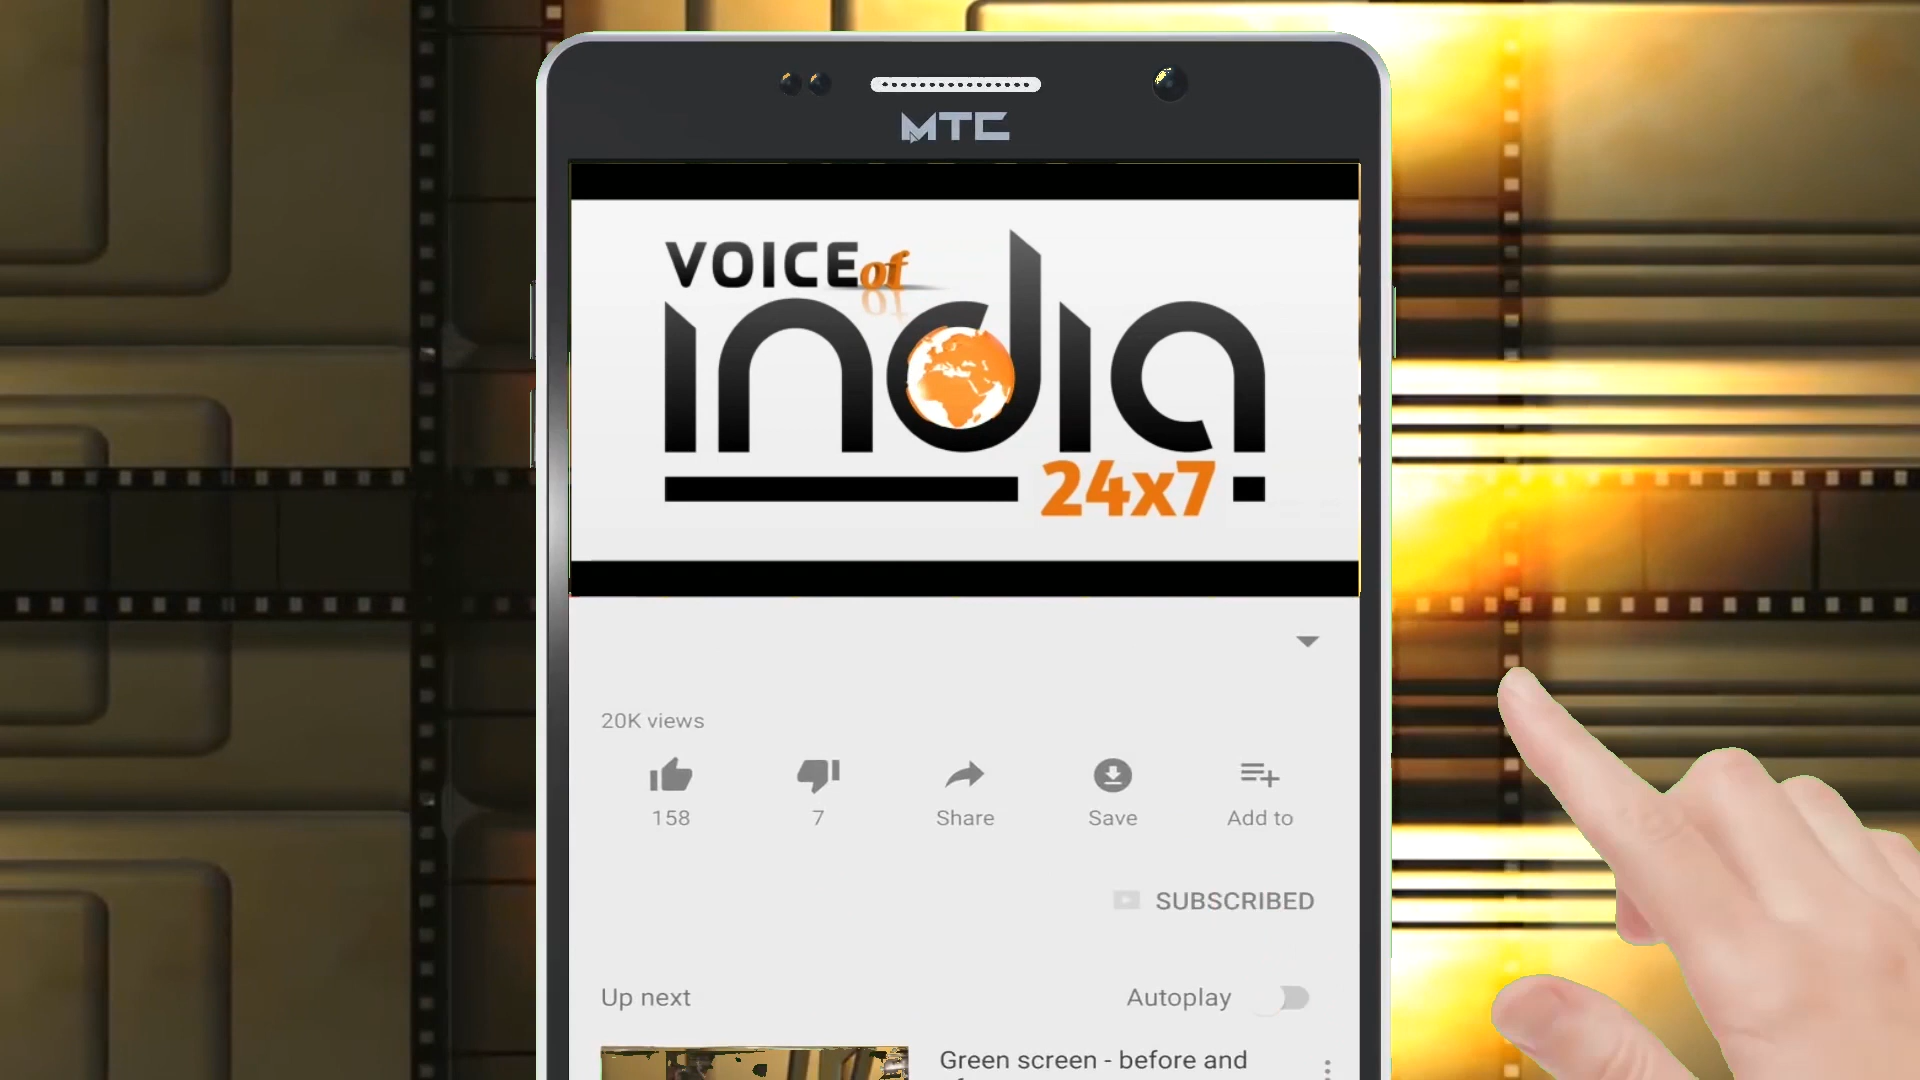 MTC
VOICE of
india
24x7
20K views
158
7
Share
Save
Add to
SUBSCRIBED
Up next
Autoplay
Green screen - before and